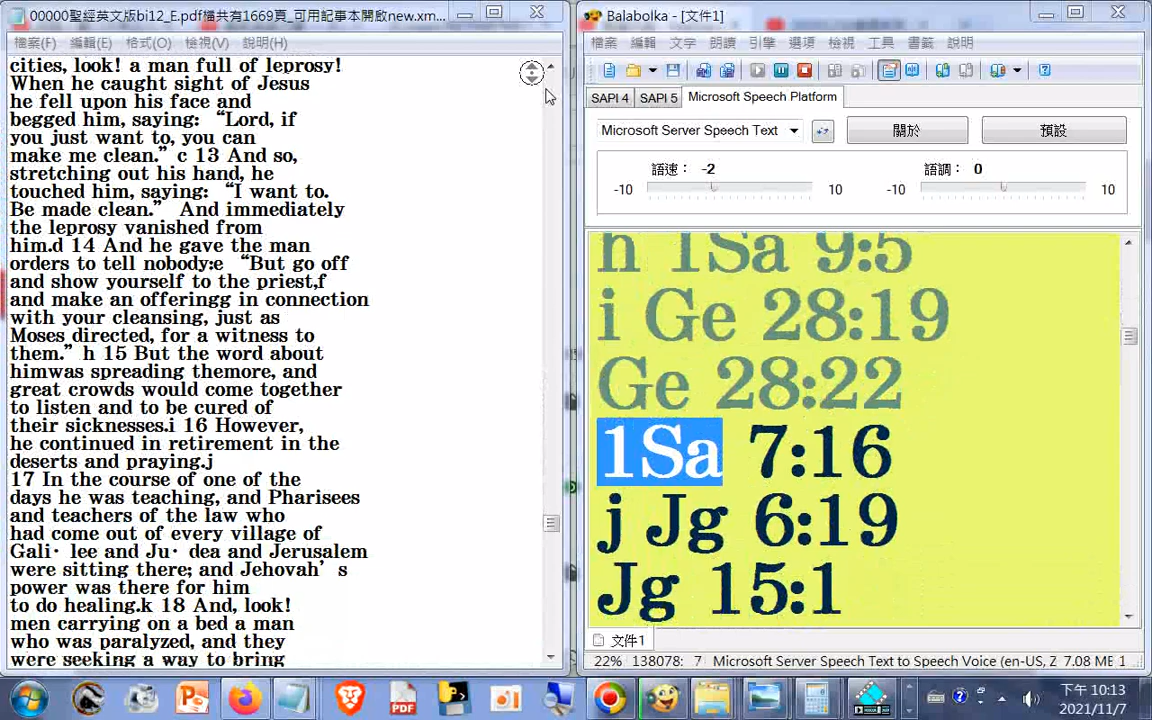 00000聖經英文版bi12_E.pdf檔共有1669頁_可用記事本開啟new.xm...
檔案(F) 編輯(E) 格式(O) 檢視(V) 說明(H)
cities, look! a man full of leprosy!
When he caught sight of Jesus
he fell upon his face and
begged him, saying: “Lord, if
you just want to, you can
make me clean.” c 13 And so,
stretching out his hand, he
touched him, saying: “I want to.
Be made clean.” And immediately
the leprosy vanished from
him.d 14 And he gave the man
orders to tell nobody:e “But go off
and show yourself to the priest,f
and make an offeringg in connection
with your cleansing, just as
Moses directed, for a witness to
them.” h 15 But the word about
himwas spreading themore, and
great crowds would come together
to listen and to be cured of
their sicknesses.i 16 However,
he continued in retirement in the
deserts and praying.j
17 In the course of one of the
days he was teaching, and Pharisees
and teachers of the law who
had come out of every village of
Gali· lee and Ju· dea and Jerusalem
were sitting there; and Jehovah’ s
power was there for him
to do healing.k 18 And, look!
men carrying on a bed a man
who was paralyzed, and they
were seeking a way to bring
Balabolka - [文件1]
檔案 編輯 文字 朗讀 引擎 選項 檢視 工具 書籤 說明
SAPI 4 SAPI 5 Microsoft Speech Platform
Microsoft Server Speech Text 關於 預設
語速: -2 語調: 0
-10 10 -10 10
h 1Sa 9:5
i Ge 28:19
Ge 28:22
1Sa 7:16
j Jg 6:19
Jg 15:1
文件1
22% 138078: 7 Microsoft Server Speech Text to Speech Voice (en-US, Z 7.08 MB 1
PDF
下午 10:13
2021/11/7